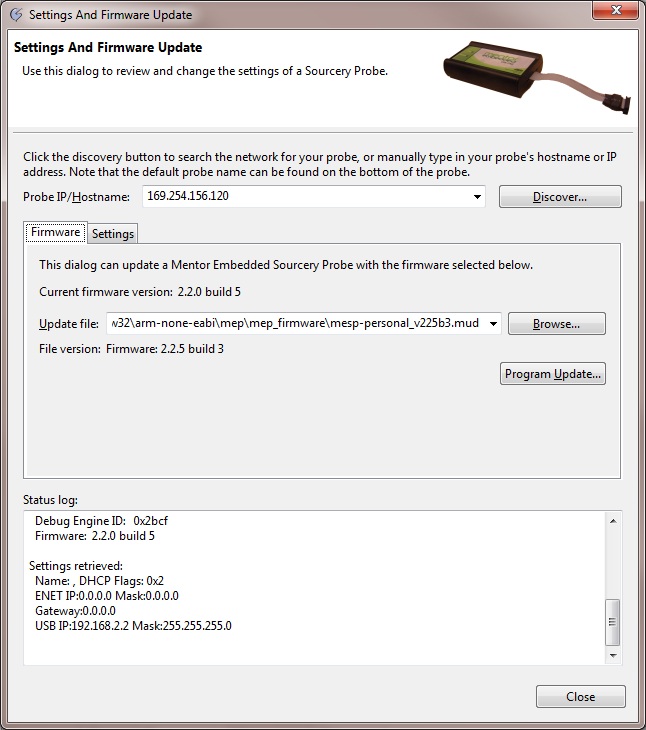 Settings And Firmware Update
Settings And Firmware Update
Use this dialog to review and change the settings of a Sourcery Probe.
Click the discovery button to search the network for your probe, or manually type in your probe's hostname or IP
address. Note that the default probe name can be found on the bottom of the probe.
Probe IP/Hostname: 169.254.156.120 Discover...
Firmware Settings
This dialog can update a Mentor Embedded Sourcery Probe with the firmware selected below.
Current firmware version: 2.2.0 build 5
Update file: w32\arm-none-eabi\mep\mep_firmware\mesp-personal_v225b3.mud Browse...
File version: Firmware: 2.2.5 build 3
Program Update...
Status log:
Debug Engine ID: 0x2bcf
Firmware: 2.2.0 build 5
Settings retrieved:
Name: , DHCP Flags: 0x2
ENET IP:0.0.0.0 Mask:0.0.0.0
Gateway:0.0.0.0
USB IP:192.168.2.2 Mask:255.255.255.0
Close